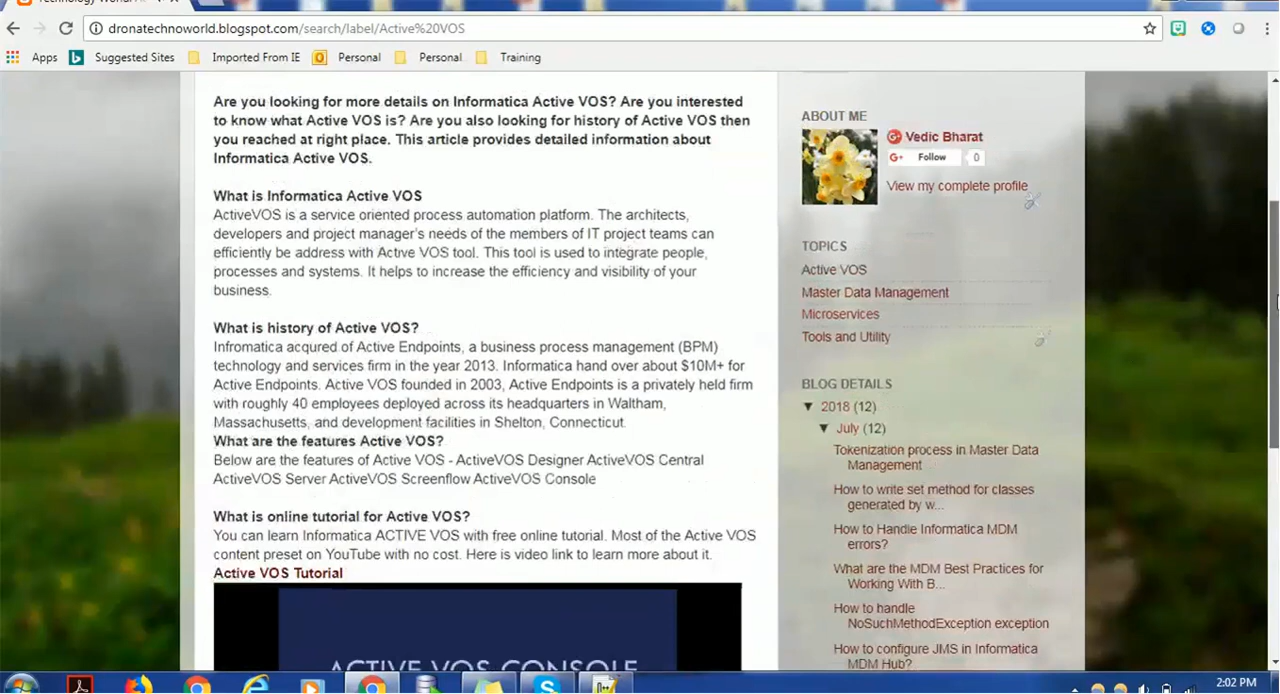 dronatechnoworld.blogspot.com/search/label/Active%20VOS
Apps Suggested Sites Imported From IE Personal Personal Training
Are you looking for more details on Informatica Active VOS? Are you interested
to know what Active VOS is? Are you also looking for history of Active VOS then
you reached at right place. This article provides detailed information about
Informatica Active VOS.
What is Informatica Active VOS
ActiveVOS is a service oriented process automation platform. The architects,
developers and project manager's needs of the members of IT project teams can
efficiently be address with Active VOS tool. This tool is used to integrate people,
processes and systems. It helps to increase the efficiency and visibility of your
business.
What is history of Active VOS?
Infromatica acqured of Active Endpoints, a business process management (BPM)
technology and services firm in the year 2013. Informatica hand over about $10M+ for
Active Endpoints. Active VOS founded in 2003, Active Endpoints is a privately held firm
with roughly 40 employees deployed across its headquarters in Waltham,
Massachusetts, and development facilities in Shelton, Connecticut.
What are the features Active VOS?
Below are the features of Active VOS - ActiveVOS Designer ActiveVOS Central
ActiveVOS Server ActiveVOS Screenflow ActiveVOS Console
What is online tutorial for Active VOS?
You can learn Informatica ACTIVE VOS with free online tutorial. Most of the Active VOS
content preset on YouTube with no cost. Here is video link to learn more about it.
Active VOS Tutorial
ACTIVE VOS CONSOLE
ABOUT ME
Vedic Bharat
G+ Follow 0
View my complete profile
TOPICS
Active VOS
Master Data Management
Microservices
Tools and Utility
BLOG DETAILS
▼ 2018 (12)
▼ July (12)
Tokenization process in Master Data
Management
How to write set method for classes
generated by w...
How to Handle Informatica MDM
errors?
What are the MDM Best Practices for
Working With B...
How to handle
NoSuchMethodException exception
How to configure JMS in Informatica
MDM Hub?
2:02 PM